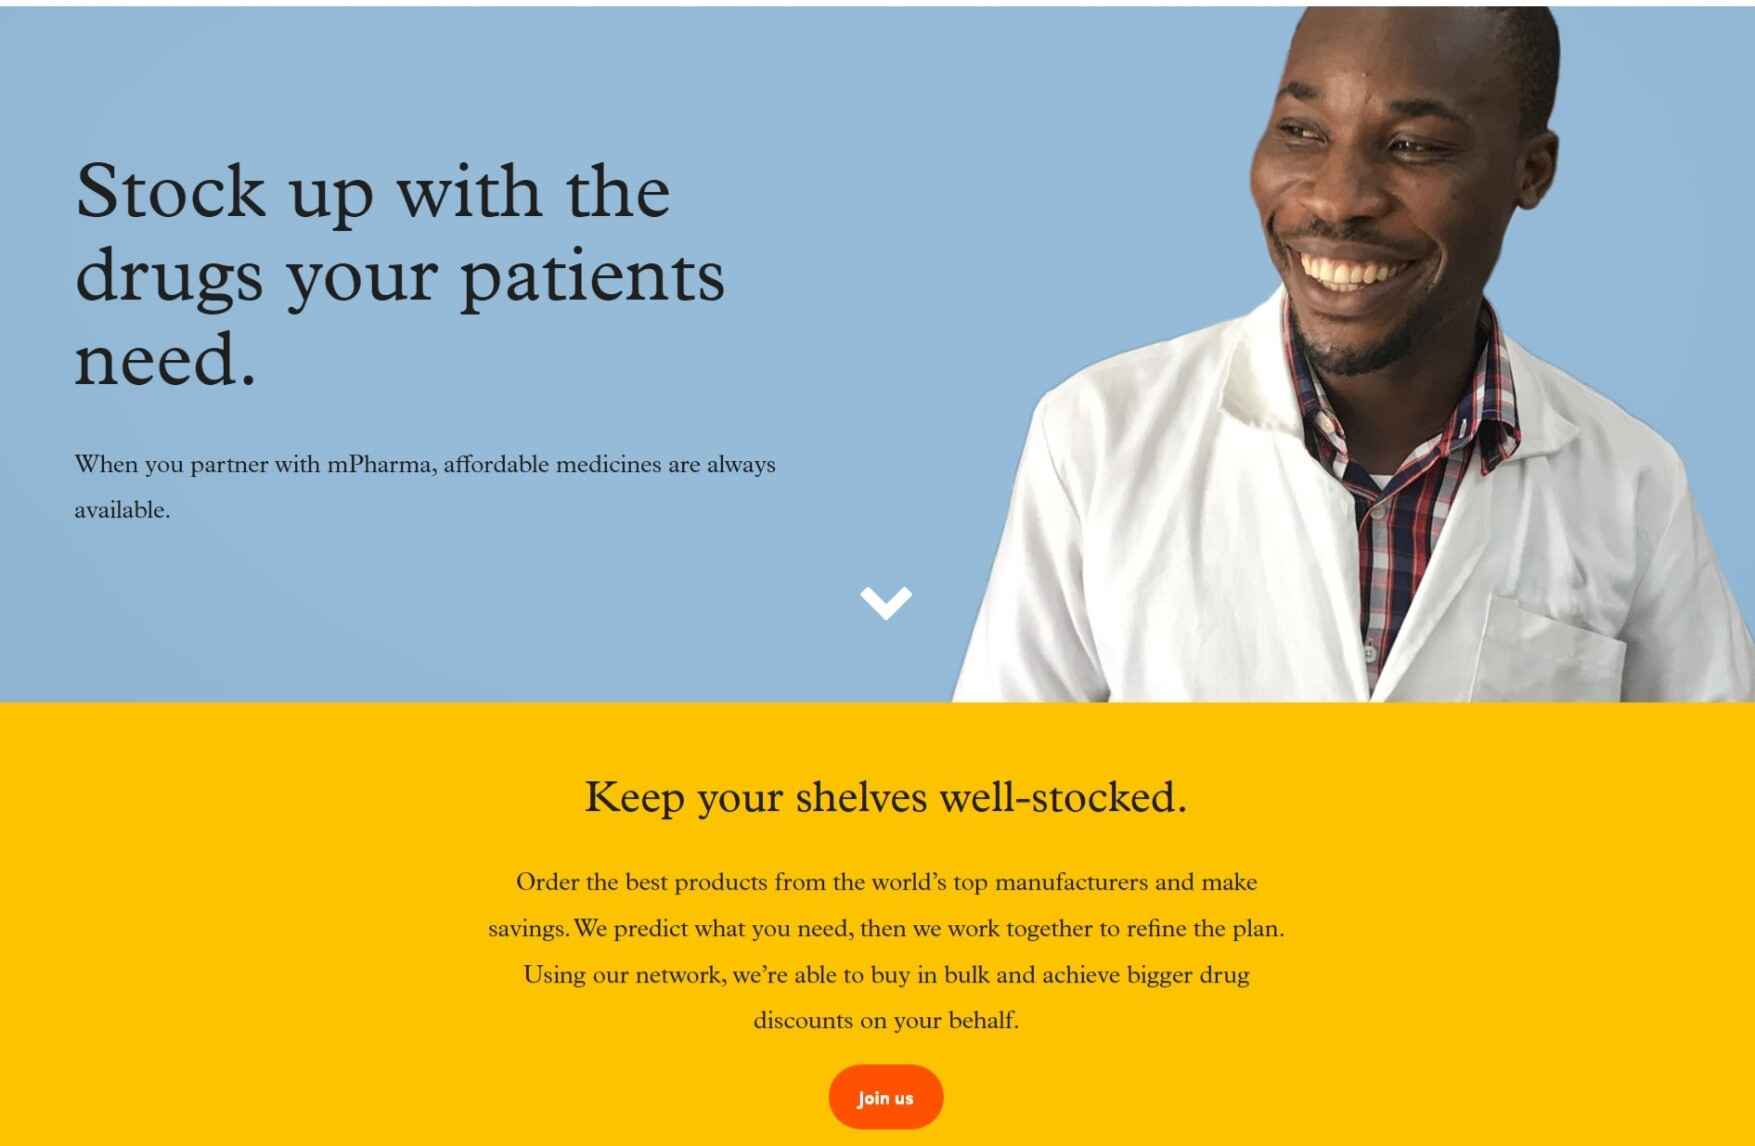 Stock up with the
drugs your patients
need.
When you partner with mPharma, affordable medicines are always
available.
Keep your shelves well-stocked.
Order the best products from the world’s top manufacturers and make
savings. We predict what you need, then we work together to refine the plan.
Using our network, we’re able to buy in bulk and achieve bigger drug
discounts on your behalf.
Join us